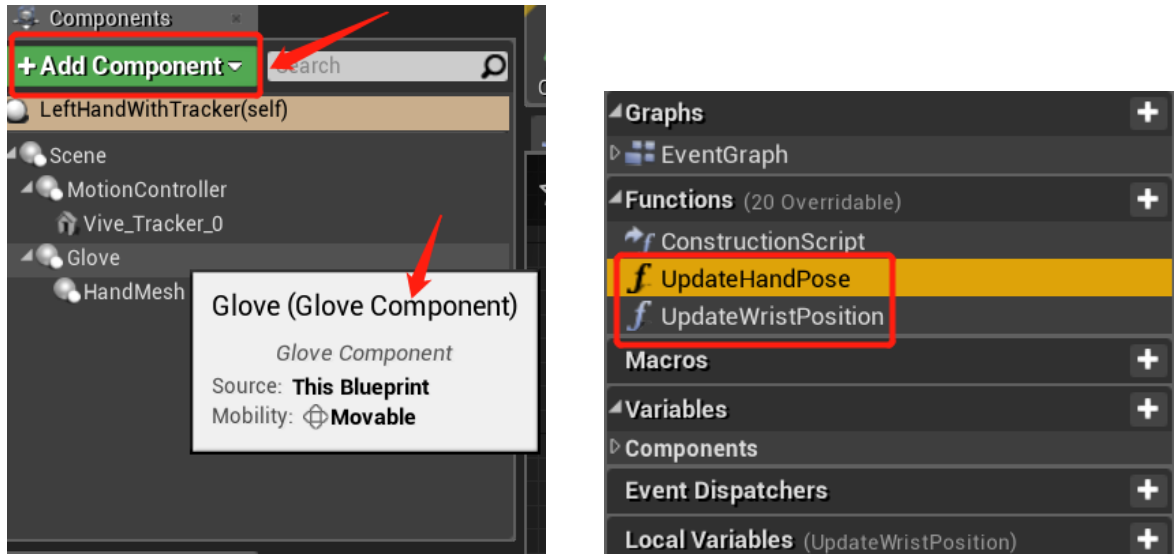 Components
+ Add Component
Search
LeftHandWithTracker(self)
Scene
MotionController
Vive_Tracker_0
Glove
HandMesh
Glove (Glove Component)
Glove Component
Source: This Blueprint
Mobility: Movable
Graphs
EventGraph
Functions (20 Overridable)
ConstructionScript
UpdateHandPose
UpdateWristPosition
Macros
Variables
Components
Event Dispatchers
Local Variables (UpdateWristPosition)